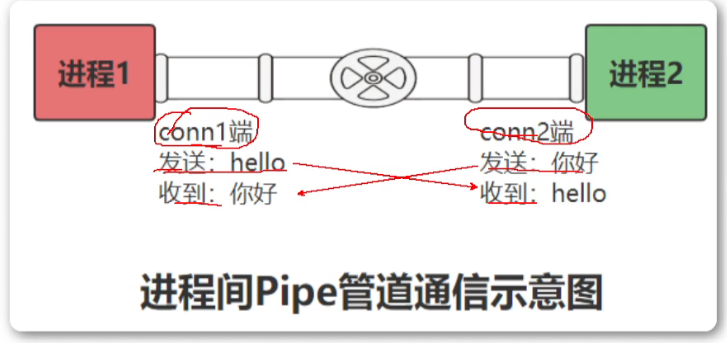 进程1
进程2
conn1端
发送：hello
收到：你好
conn2端
发送：你好
收到：hello
进程间Pipe管道通信示意图